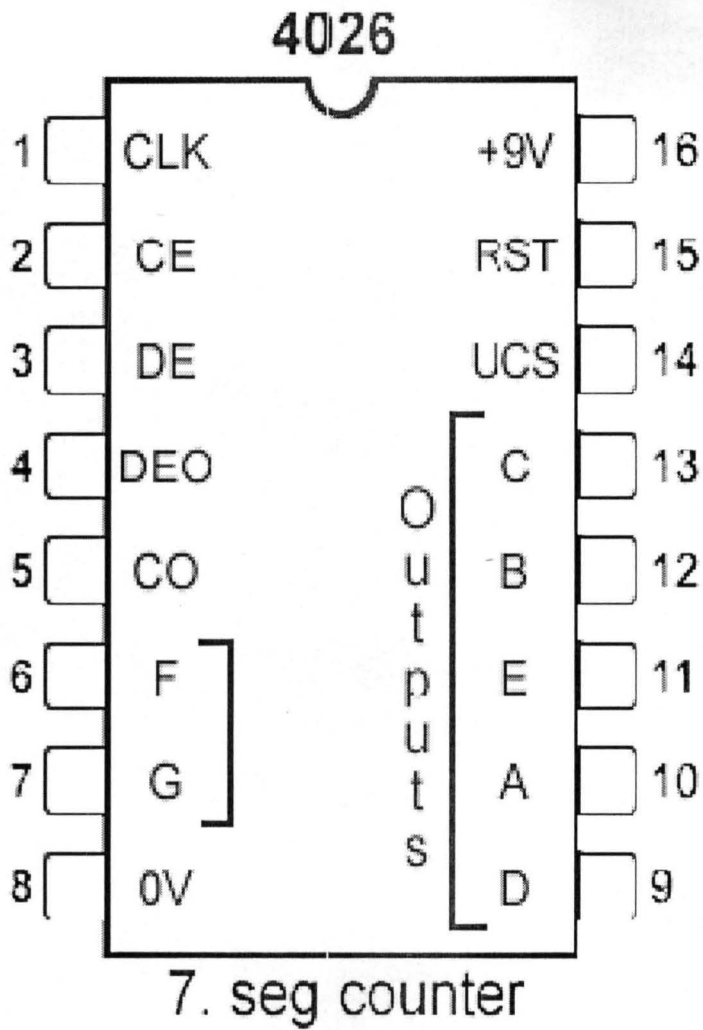 4026
1 CLK +9V 16
2 CE RST 15
3 DE UCS 14
4 DEO C 13
5 CO B 12
6 F E 11
7 G A 10
8 0V D 9
Outputs
7. seg counter